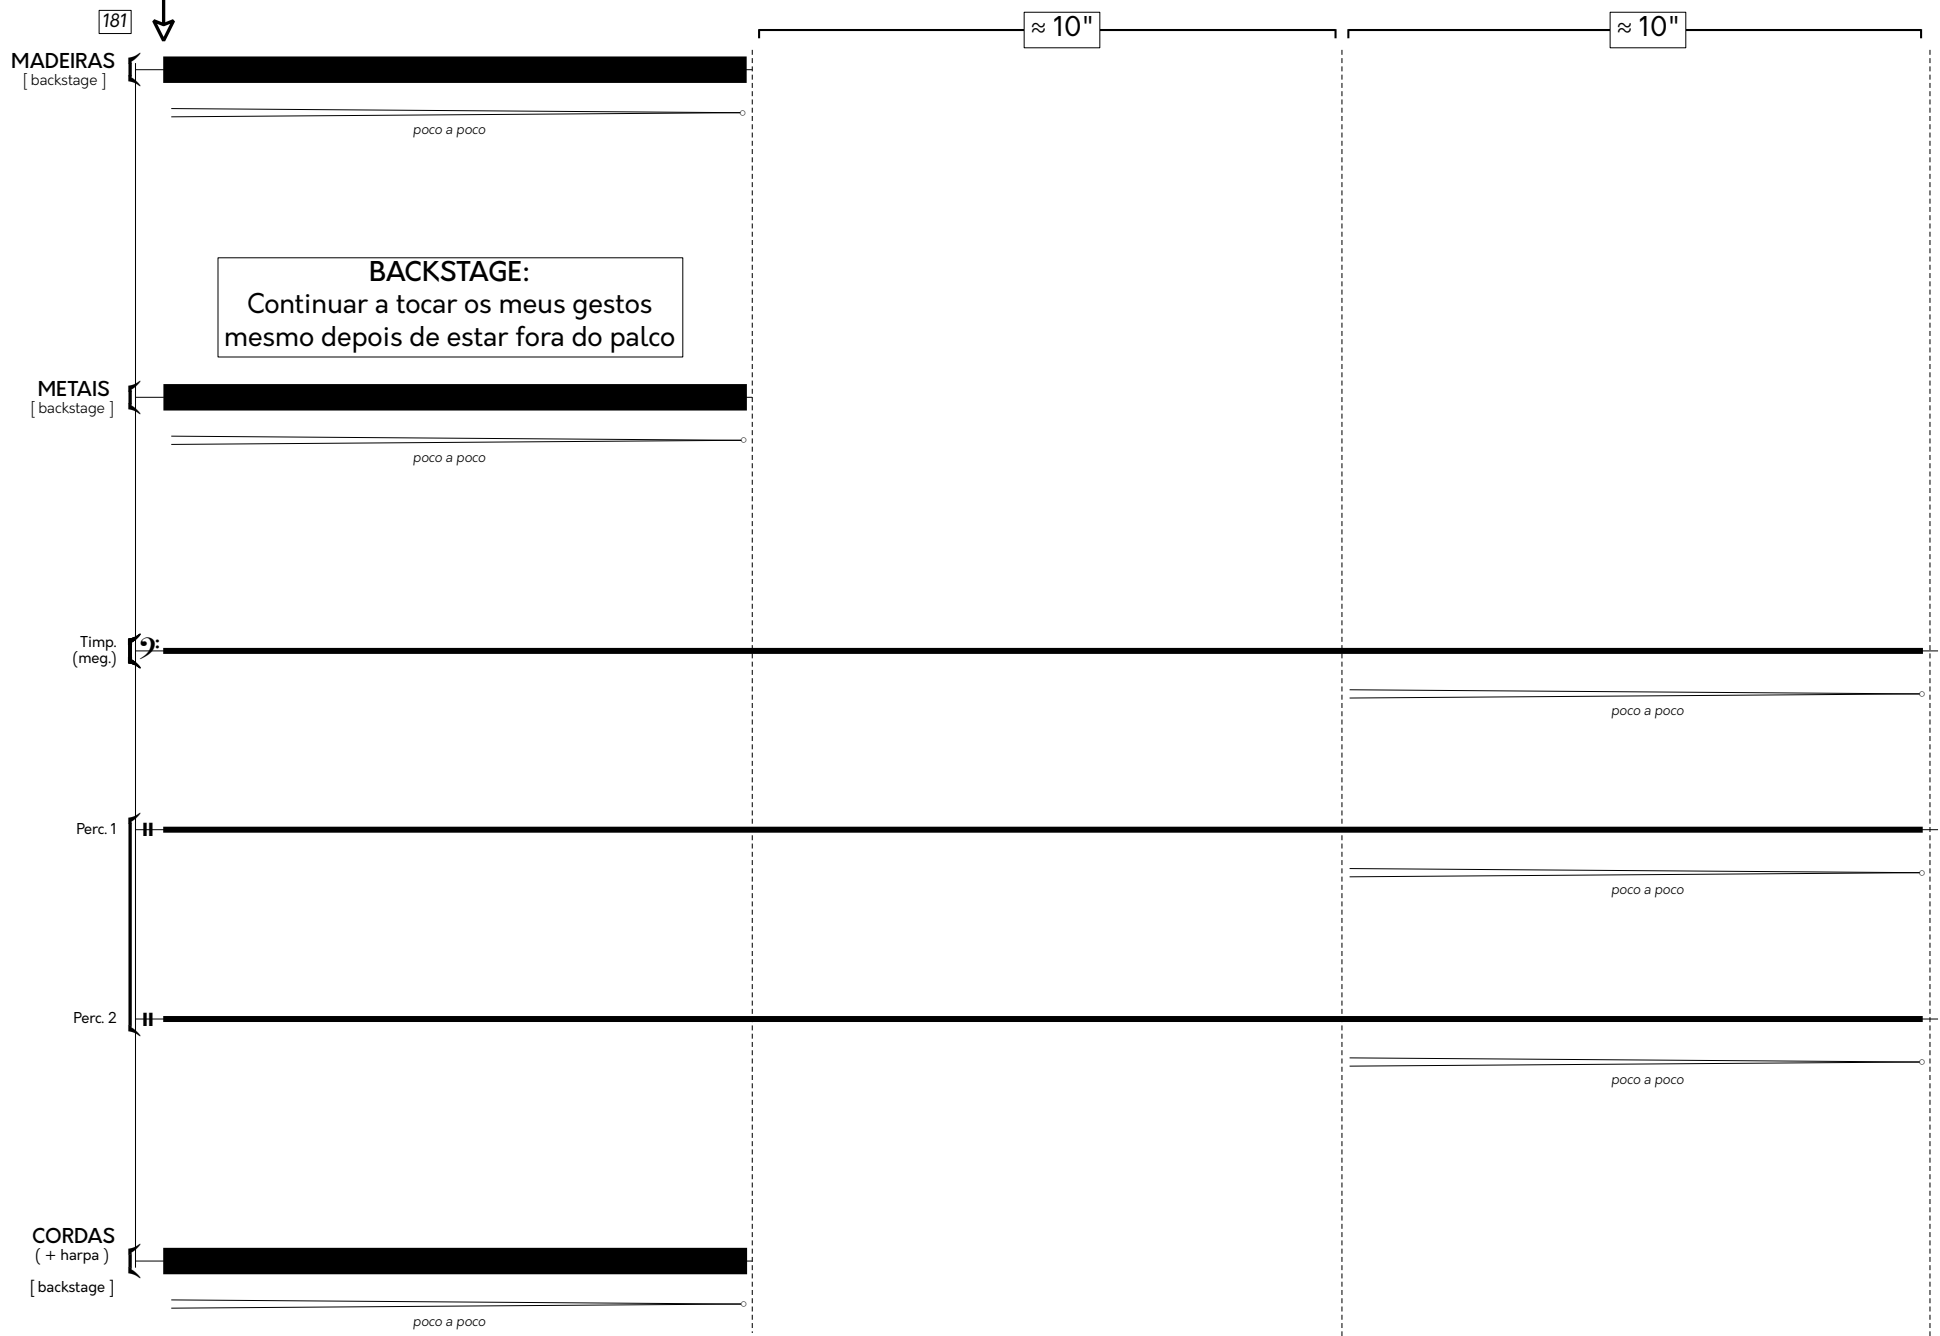 181
≈ 10"
≈ 10"
MADEIRAS
[ backstage ]
poco a poco
BACKSTAGE:
Continuar a tocar os meus gestos
mesmo depois de estar fora do palco
METAIS
[ backstage ]
poco a poco
Timp.
(meg.)
poco a poco
Perc. 1
poco a poco
Perc. 2
poco a poco
CORDAS
( + harpa )
[ backstage ]
poco a poco